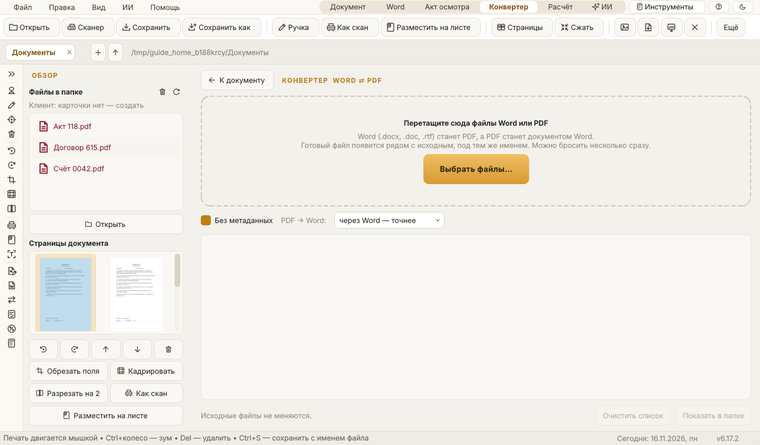 Файл Правка Вид ИИ Помощь Документ Word Акт осмотра Конвертер Расчёт ИИ Инструменты
Открыть Сканер Сохранить Сохранить как Ручка Как скан Разместить на листе Страницы Сжать Ещё
Документы /tmp/guide_home_b188krcy/Документы
ОБЗОР
Файлы в папке
Клиент: карточки нет — создать
Акт 118.pdf
Договор 615.pdf
Счёт 0042.pdf
Открыть
Страницы документа
Обрезать поля Кадрировать
Разрезать на 2 Как скан
Разместить на листе
К документу КОНВЕРТЕР WORD ⇄ PDF
Перетащите сюда файлы Word или PDF
Word (.docx, .doc, .rtf) станет PDF, а PDF станет документом Word.
Готовый файл появится рядом с исходным, под тем же именем. Можно бросить несколько сразу.
Выбрать файлы…
Без метаданных PDF → Word: через Word — точнее
Исходные файлы не меняются. Очистить список Показать в папке
Печать двигается мышкой • Ctrl+колесо — зум • Del — удалить • Ctrl+S — сохранить с именем файла Сегодня: 16.11.2026, пн v6.17.2